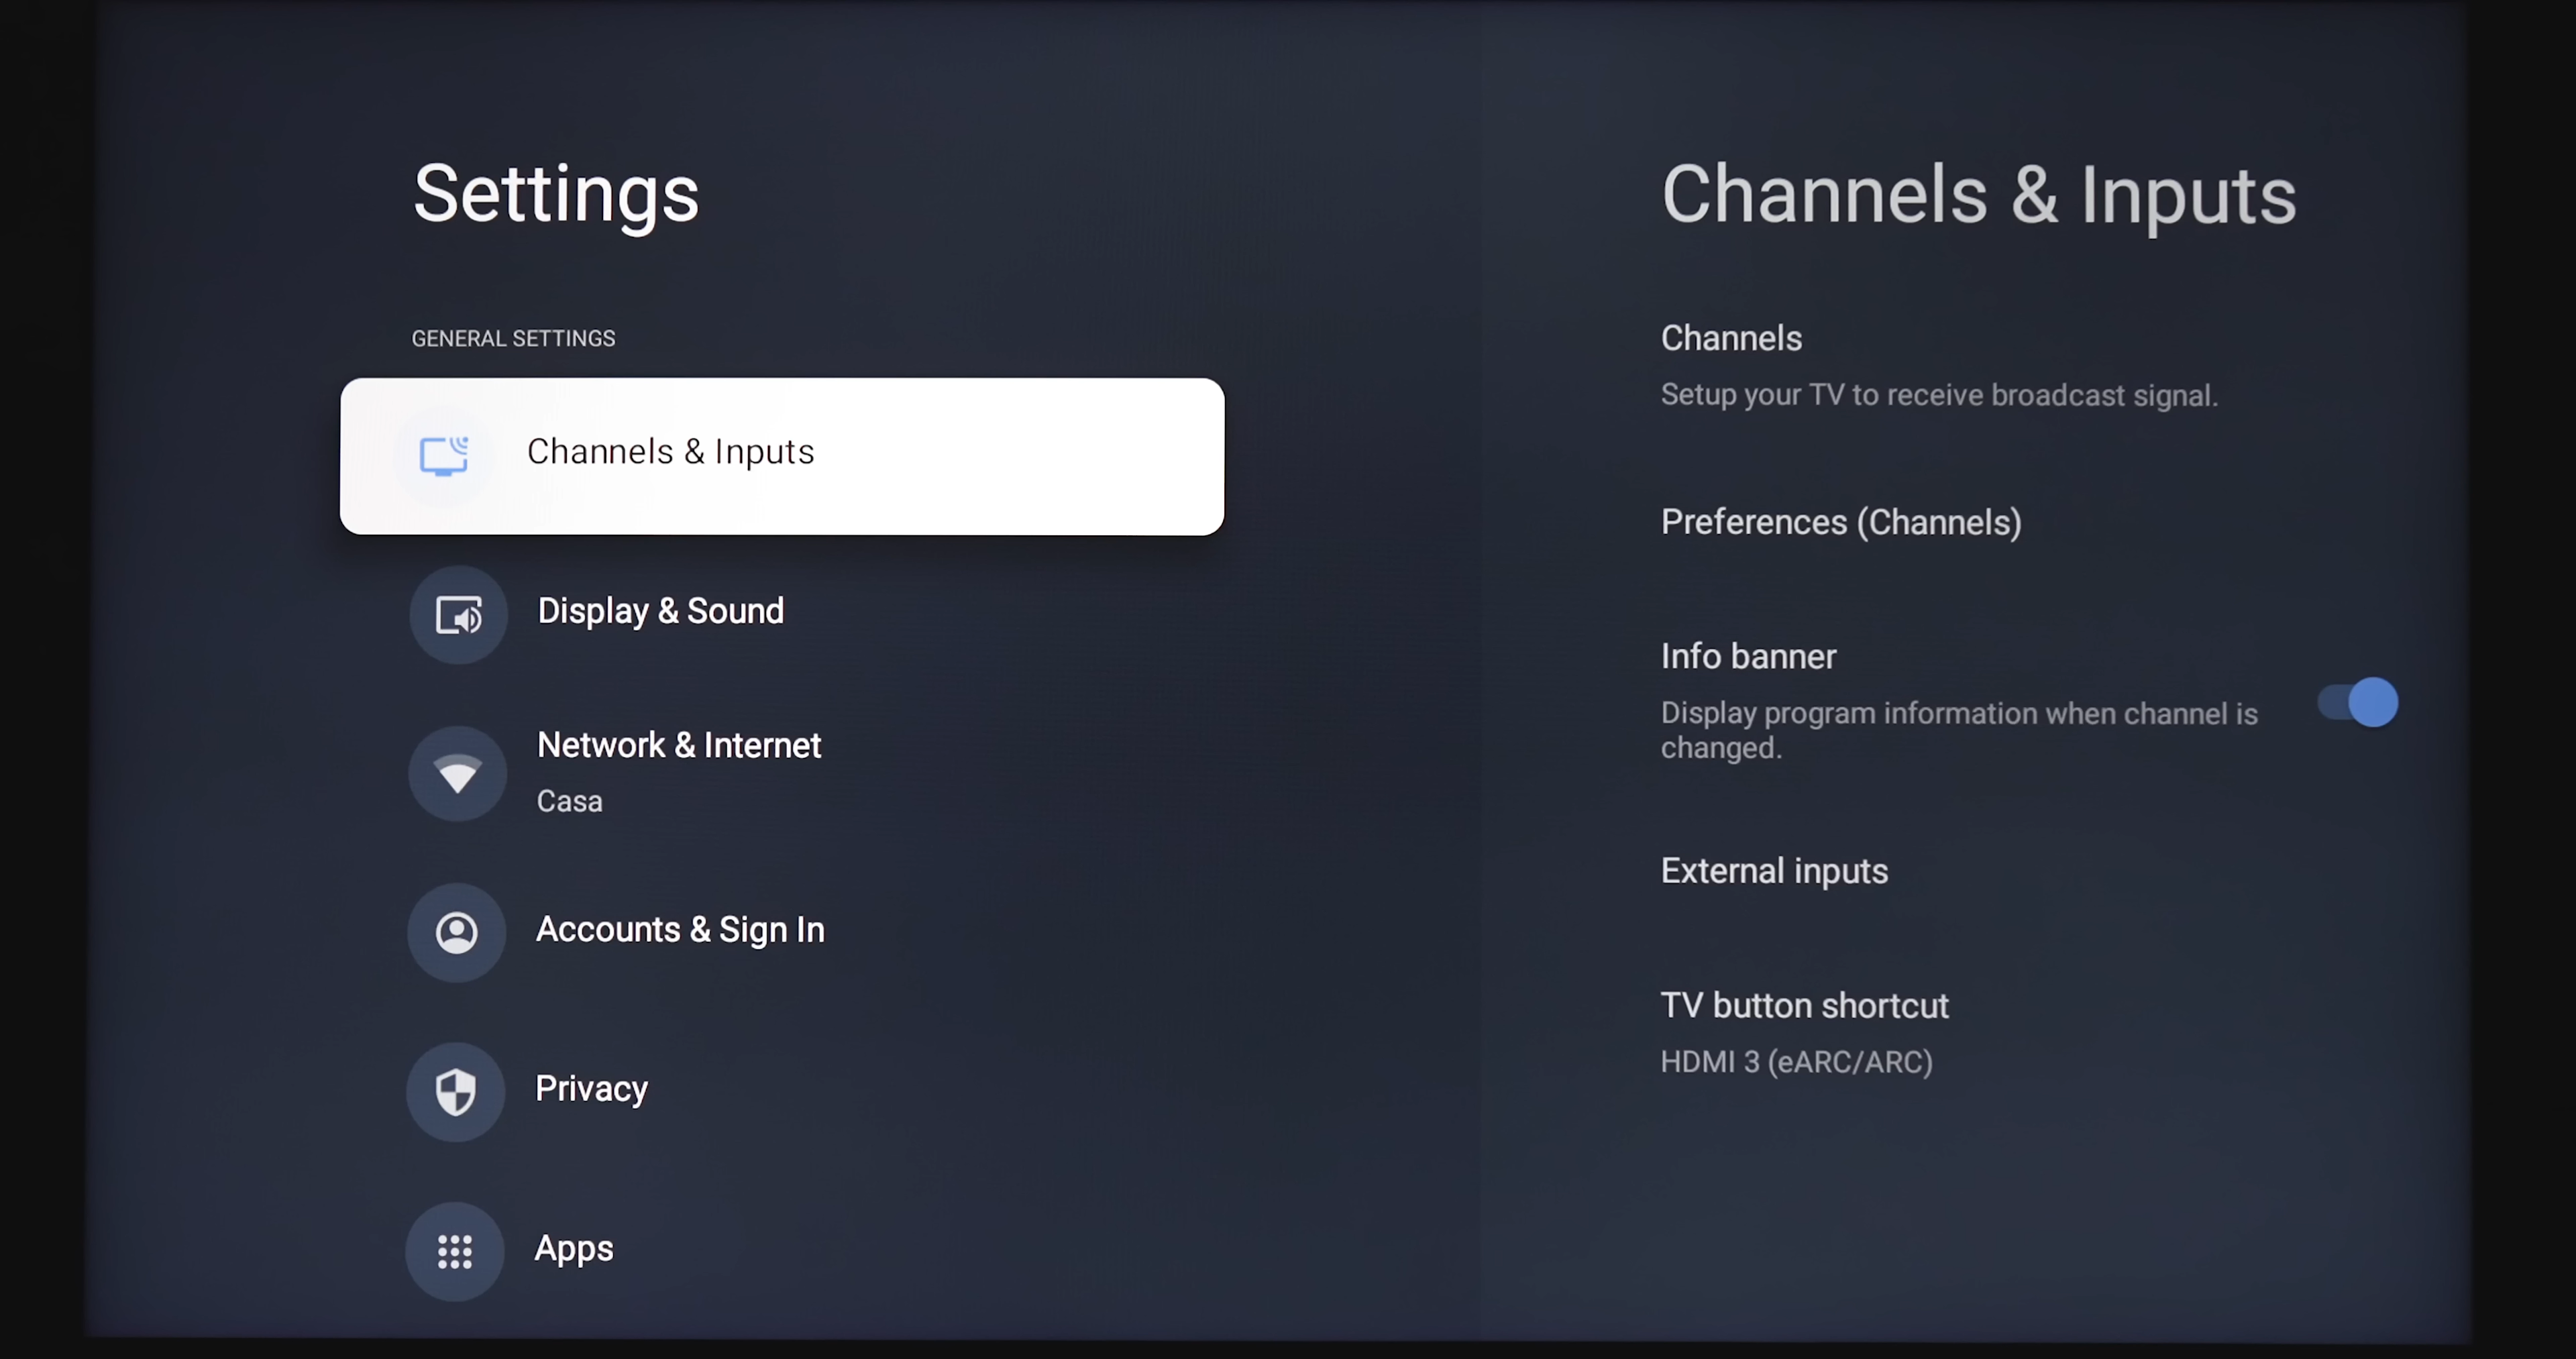 Settings
GENERAL SETTINGS
Channels & Inputs
Display & Sound
Network & Internet
Casa
Accounts & Sign In
Privacy
Apps
Channels & Inputs
Channels
Setup your TV to receive broadcast signal.
Preferences (Channels)
Info banner
Display program information when channel is
changed.
External inputs
TV button shortcut
HDMI 3 (eARC/ARC)